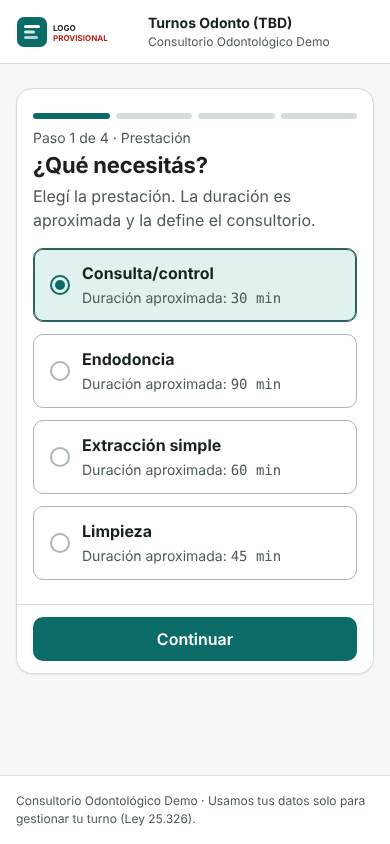 LOGO
PROVISIONAL
Turnos Odonto (TBD)
Consultorio Odontológico Demo
Paso 1 de 4 · Prestación
¿Qué necesitás?
Elegí la prestación. La duración es
aproximada y la define el consultorio.
Consulta/control
Duración aproximada: 30 min
Endodoncia
Duración aproximada: 90 min
Extracción simple
Duración aproximada: 60 min
Limpieza
Duración aproximada: 45 min
Continuar
Consultorio Odontológico Demo · Usamos tus datos solo para
gestionar tu turno (Ley 25.326).